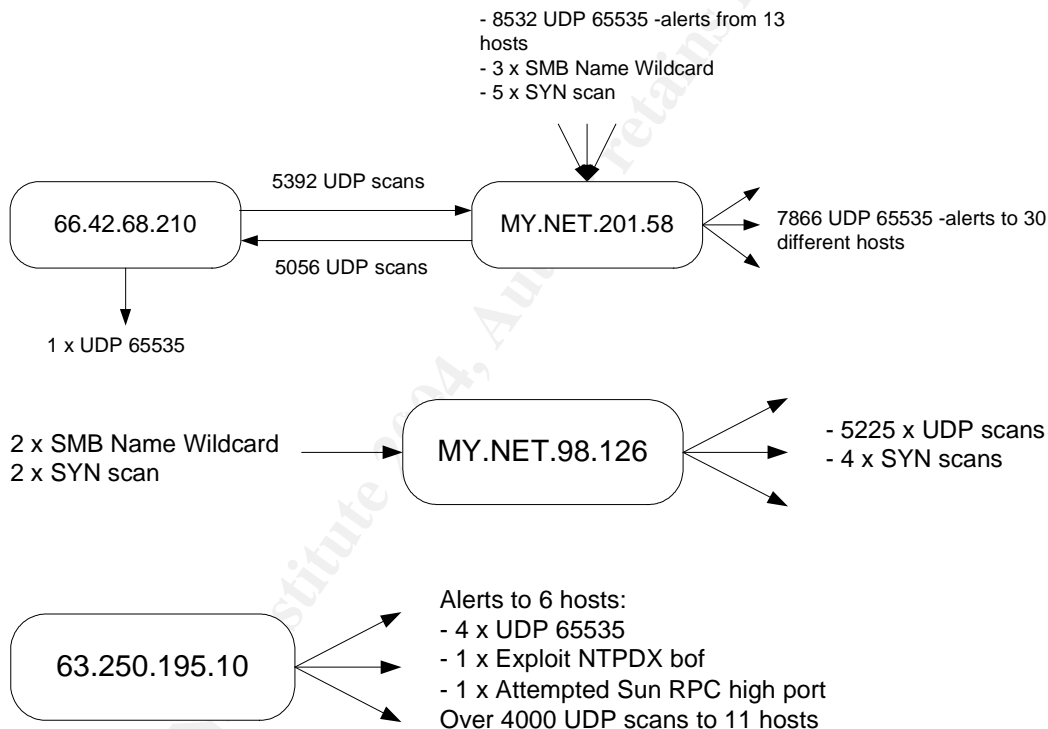 - 8532 UDP 65535 -alerts from 13
hosts
- 3 x SMB Name Wildcard
- 5 x SYN scan
5392 UDP scans
66.42.68.210
MY.NET.201.58
7866 UDP 65535 -alerts to 30
different hosts
5056 UDP scans
1 x UDP 65535
2 x SMB Name Wildcard
2 x SYN scan
MY.NET.98.126
- 5225 x UDP scans
- 4 x SYN scans
63.250.195.10
Alerts to 6 hosts:
- 4 x UDP 65535
- 1 x Exploit NTPDX bof
- 1 x Attempted Sun RPC high port
Over 4000 UDP scans to 11 hosts